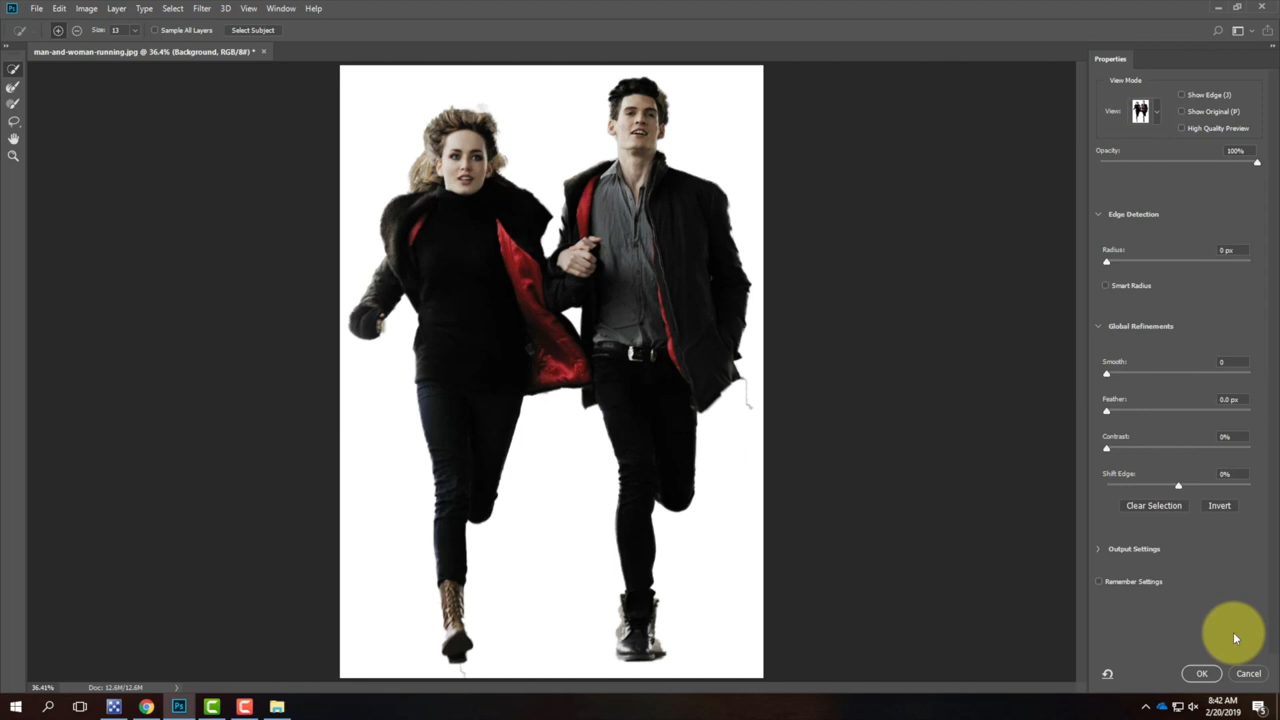 Ps File Edit Image Layer Type Select Filter 3D View Window Help
Size: 13 Sample All Layers Select Subject
man-and-woman-running.jpg @ 36.4% (Background, RGB/8#) *
Properties
View Mode
Show Edge (J)
View:
Show Original (P)
High Quality Preview
Opacity: 100%
Edge Detection
Radius: 0 px
Smart Radius
Global Refinements
Smooth: 0
Feather: 0.0 px
Contrast: 0%
Shift Edge: 0%
Clear Selection Invert
Output Settings
Remember Settings
OK Cancel
36.41% Doc: 12.6M/12.6M
Ps
8:42 AM
2/20/2019
5